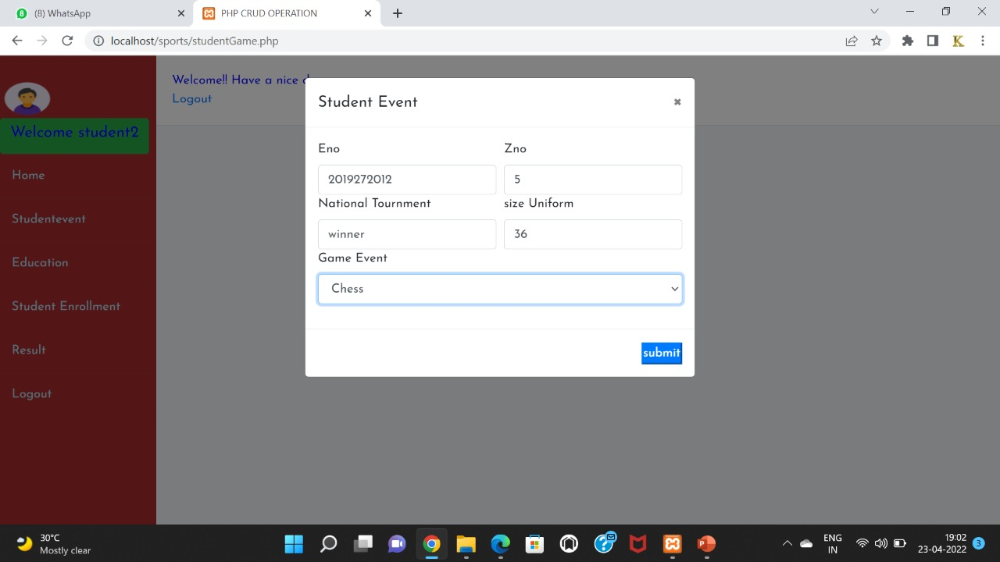 (8) WhatsApp
PHP CRUD OPERATION
localhost/sports/studentGame.php
Welcome student2
Home
Studentevent
Education
Student Enrollment
Result
Logout
Welcome!! Have a nice
Logout
Student Event
Eno
Zno
2019272012
5
National Tournment
size Uniform
winner
36
Game Event
Chess
submit
30°C
Mostly clear
ENG
IN
19:02
23-04-2022
3